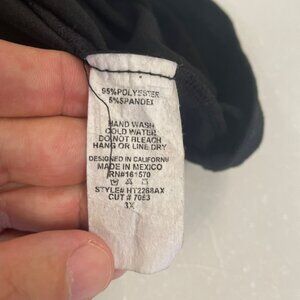 95%POLYESTER
5%SPANDEX
HAND WASH
COLD WATER
DO NOT BLEACH
HANG OR LINE DRY
DESIGNED IN CALIFORNIA
MADE IN MEXICO
RN#161570
STYLE# HT2268AX
CUT # 7063
3X